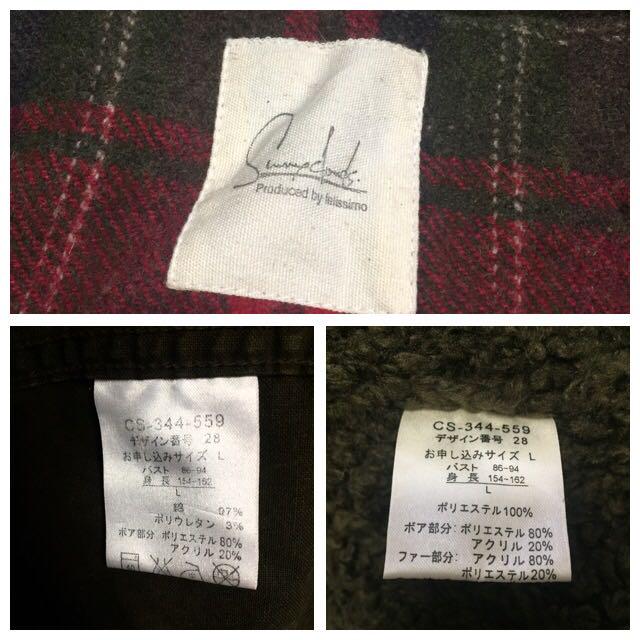 Sunnyclouds.
Produced by felissimo
CS-344-559
デザイン番号 28
お申し込みサイズ L
バスト 86-94
身長 154~162
L
綿 97%
ポリウレタン 3%
ボア部分: ポリエステル 80%
アクリル 20%
CS-344-559
デザイン番号 28
お申し込みサイズ L
バスト 86-94
身長 154~162
L
ポリエステル100%
ボア部分: ポリエステル 80%
アクリル 20%
ファー部分: アクリル 80%
ポリエステル20%